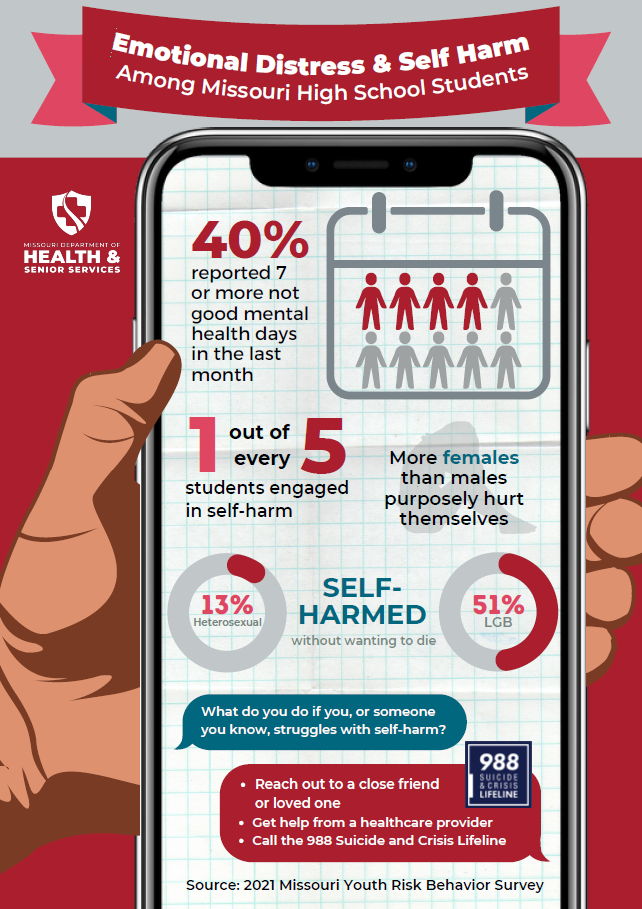 Emotional Distress & Self Harm
Among Missouri High School Students
MISSOURI DEPARTMENT OF
HEALTH &
SENIOR SERVICES
40%
reported 7
or more not
good mental
health days
in the last
month
1 out of every 5
students engaged
in self-harm
More females
than males
purposely hurt
themselves
13%
Heterosexual
SELF-
HARMED
without wanting to die
51%
LGB
What do you do if you, or someone
you know, struggles with self-harm?
988
SUICIDE
& CRISIS
LIFELINE
• Reach out to a close friend
or loved one
• Get help from a healthcare provider
• Call the 988 Suicide and Crisis Lifeline
Source: 2021 Missouri Youth Risk Behavior Survey